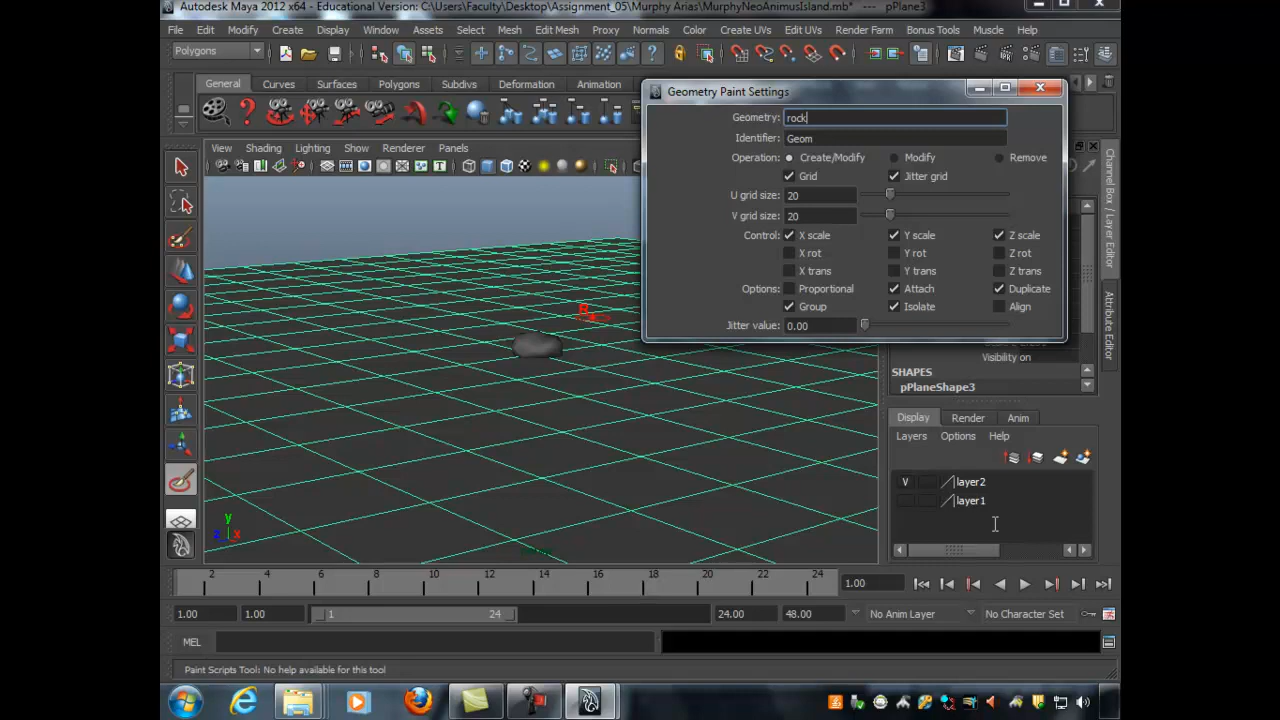 Autodesk Maya 2012 x64 - Educational Version: C:\Users\Faculty\Desktop\Assignment_05\Murphy Arias\MurphyNeoAnimusIsland.mb* --- pPlane3
File Edit Modify Create Display Window Assets Select Mesh Edit Mesh Proxy Normals Color Create UVs Edit UVs Render Farm Bonus Tools Muscle Help
Polygons
General Curves Surfaces Polygons Subdivs Deformation Animation
Geometry Paint Settings
Geometry: rock
Identifier: Geom
Operation: Create/Modify Modify Remove
Grid Jitter grid
U grid size: 20
V grid size: 20
Control: X scale Y scale Z scale
X rot Y rot Z rot
X trans Y trans Z trans
Options: Proportional Attach Duplicate
Group Isolate Align
Jitter value: 0.00
View Shading Lighting Show Renderer Panels
Channel Box / Layer Editor
Attribute Editor
R
Visibility on
SHAPES
pPlaneShape3
Display Render Anim
Layers Options Help
V layer2
layer1
y
z x
2 4 6 8 10 12 14 16 18 20 22 24
1.00
1.00 1.00 1 24 24.00 48.00 No Anim Layer No Character Set
MEL
Paint Scripts Tool: No help available for this tool